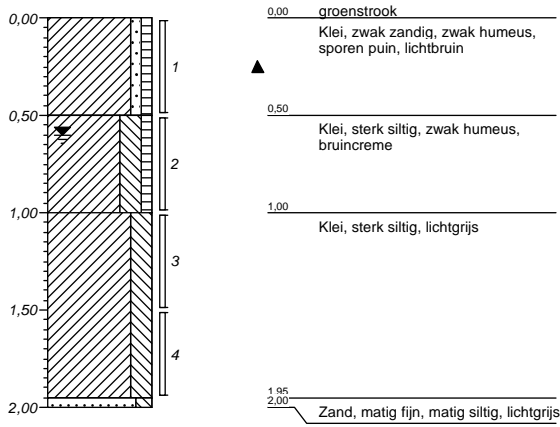 0,00
0,50
1,00
1,50
2,00
1
2
3
4
0,00
groenstrook
Klei, zwak zandig, zwak humeus,
sporen puin, lichtbruin
0,50
Klei, sterk siltig, zwak humeus,
bruincreme
1,00
Klei, sterk siltig, lichtgrijs
1,95
2,00
Zand, matig fijn, matig siltig, lichtgrijs